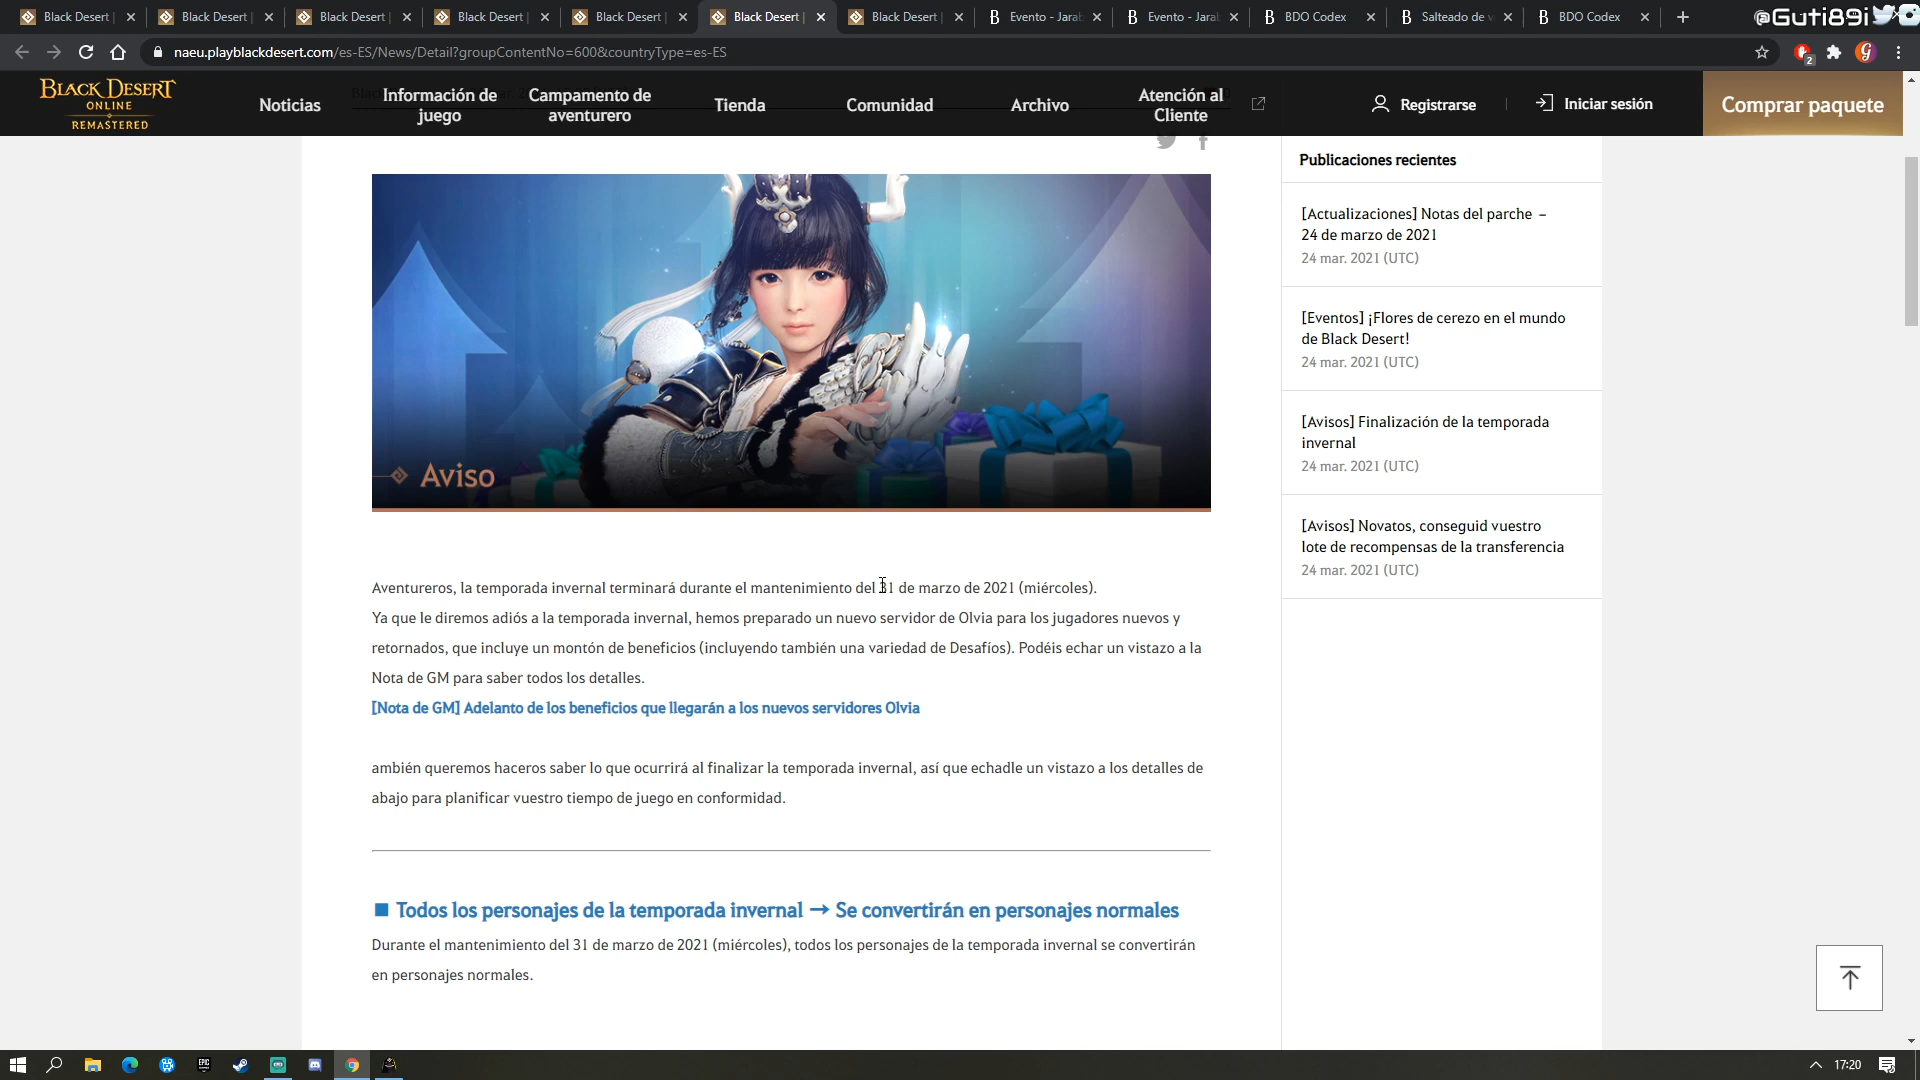 Black Desert |
Black Desert |
Black Desert |
Black Desert |
Black Desert |
Black Desert |
Black Desert |
Evento - Jara
Evento - Jara
BDO Codex
Salteado de v
BDO Codex
@Guti89i
naeu.playblackdesert.com/es-ES/News/Detail?groupContentNo=600&countryType=es-ES
2
BLACK DESERT
ONLINE
REMASTERED
Noticias
Información de
juego
Campamento de
aventurero
Tienda
Comunidad
Archivo
Atención al
Cliente
Registrarse
Iniciar sesión
Comprar paquete
Aviso
Aventureros, la temporada invernal terminará durante el mantenimiento del 31 de marzo de 2021 (miércoles).
Ya que le diremos adiós a la temporada invernal, hemos preparado un nuevo servidor de Olvia para los jugadores nuevos y
retornados, que incluye un montón de beneficios (incluyendo también una variedad de Desafíos). Podéis echar un vistazo a la
Nota de GM para saber todos los detalles.
[Nota de GM] Adelanto de los beneficios que llegarán a los nuevos servidores Olvia
ambién queremos haceros saber lo que ocurrirá al finalizar la temporada invernal, así que echadle un vistazo a los detalles de
abajo para planificar vuestro tiempo de juego en conformidad.
■ Todos los personajes de la temporada invernal → Se convertirán en personajes normales
Durante el mantenimiento del 31 de marzo de 2021 (miércoles), todos los personajes de la temporada invernal se convertirán
en personajes normales.
Publicaciones recientes
[Actualizaciones] Notas del parche –
24 de marzo de 2021
24 mar. 2021 (UTC)
[Eventos] ¡Flores de cerezo en el mundo
de Black Desert!
24 mar. 2021 (UTC)
[Avisos] Finalización de la temporada
invernal
24 mar. 2021 (UTC)
[Avisos] Novatos, conseguid vuestro
lote de recompensas de la transferencia
24 mar. 2021 (UTC)
EPIC
17:20